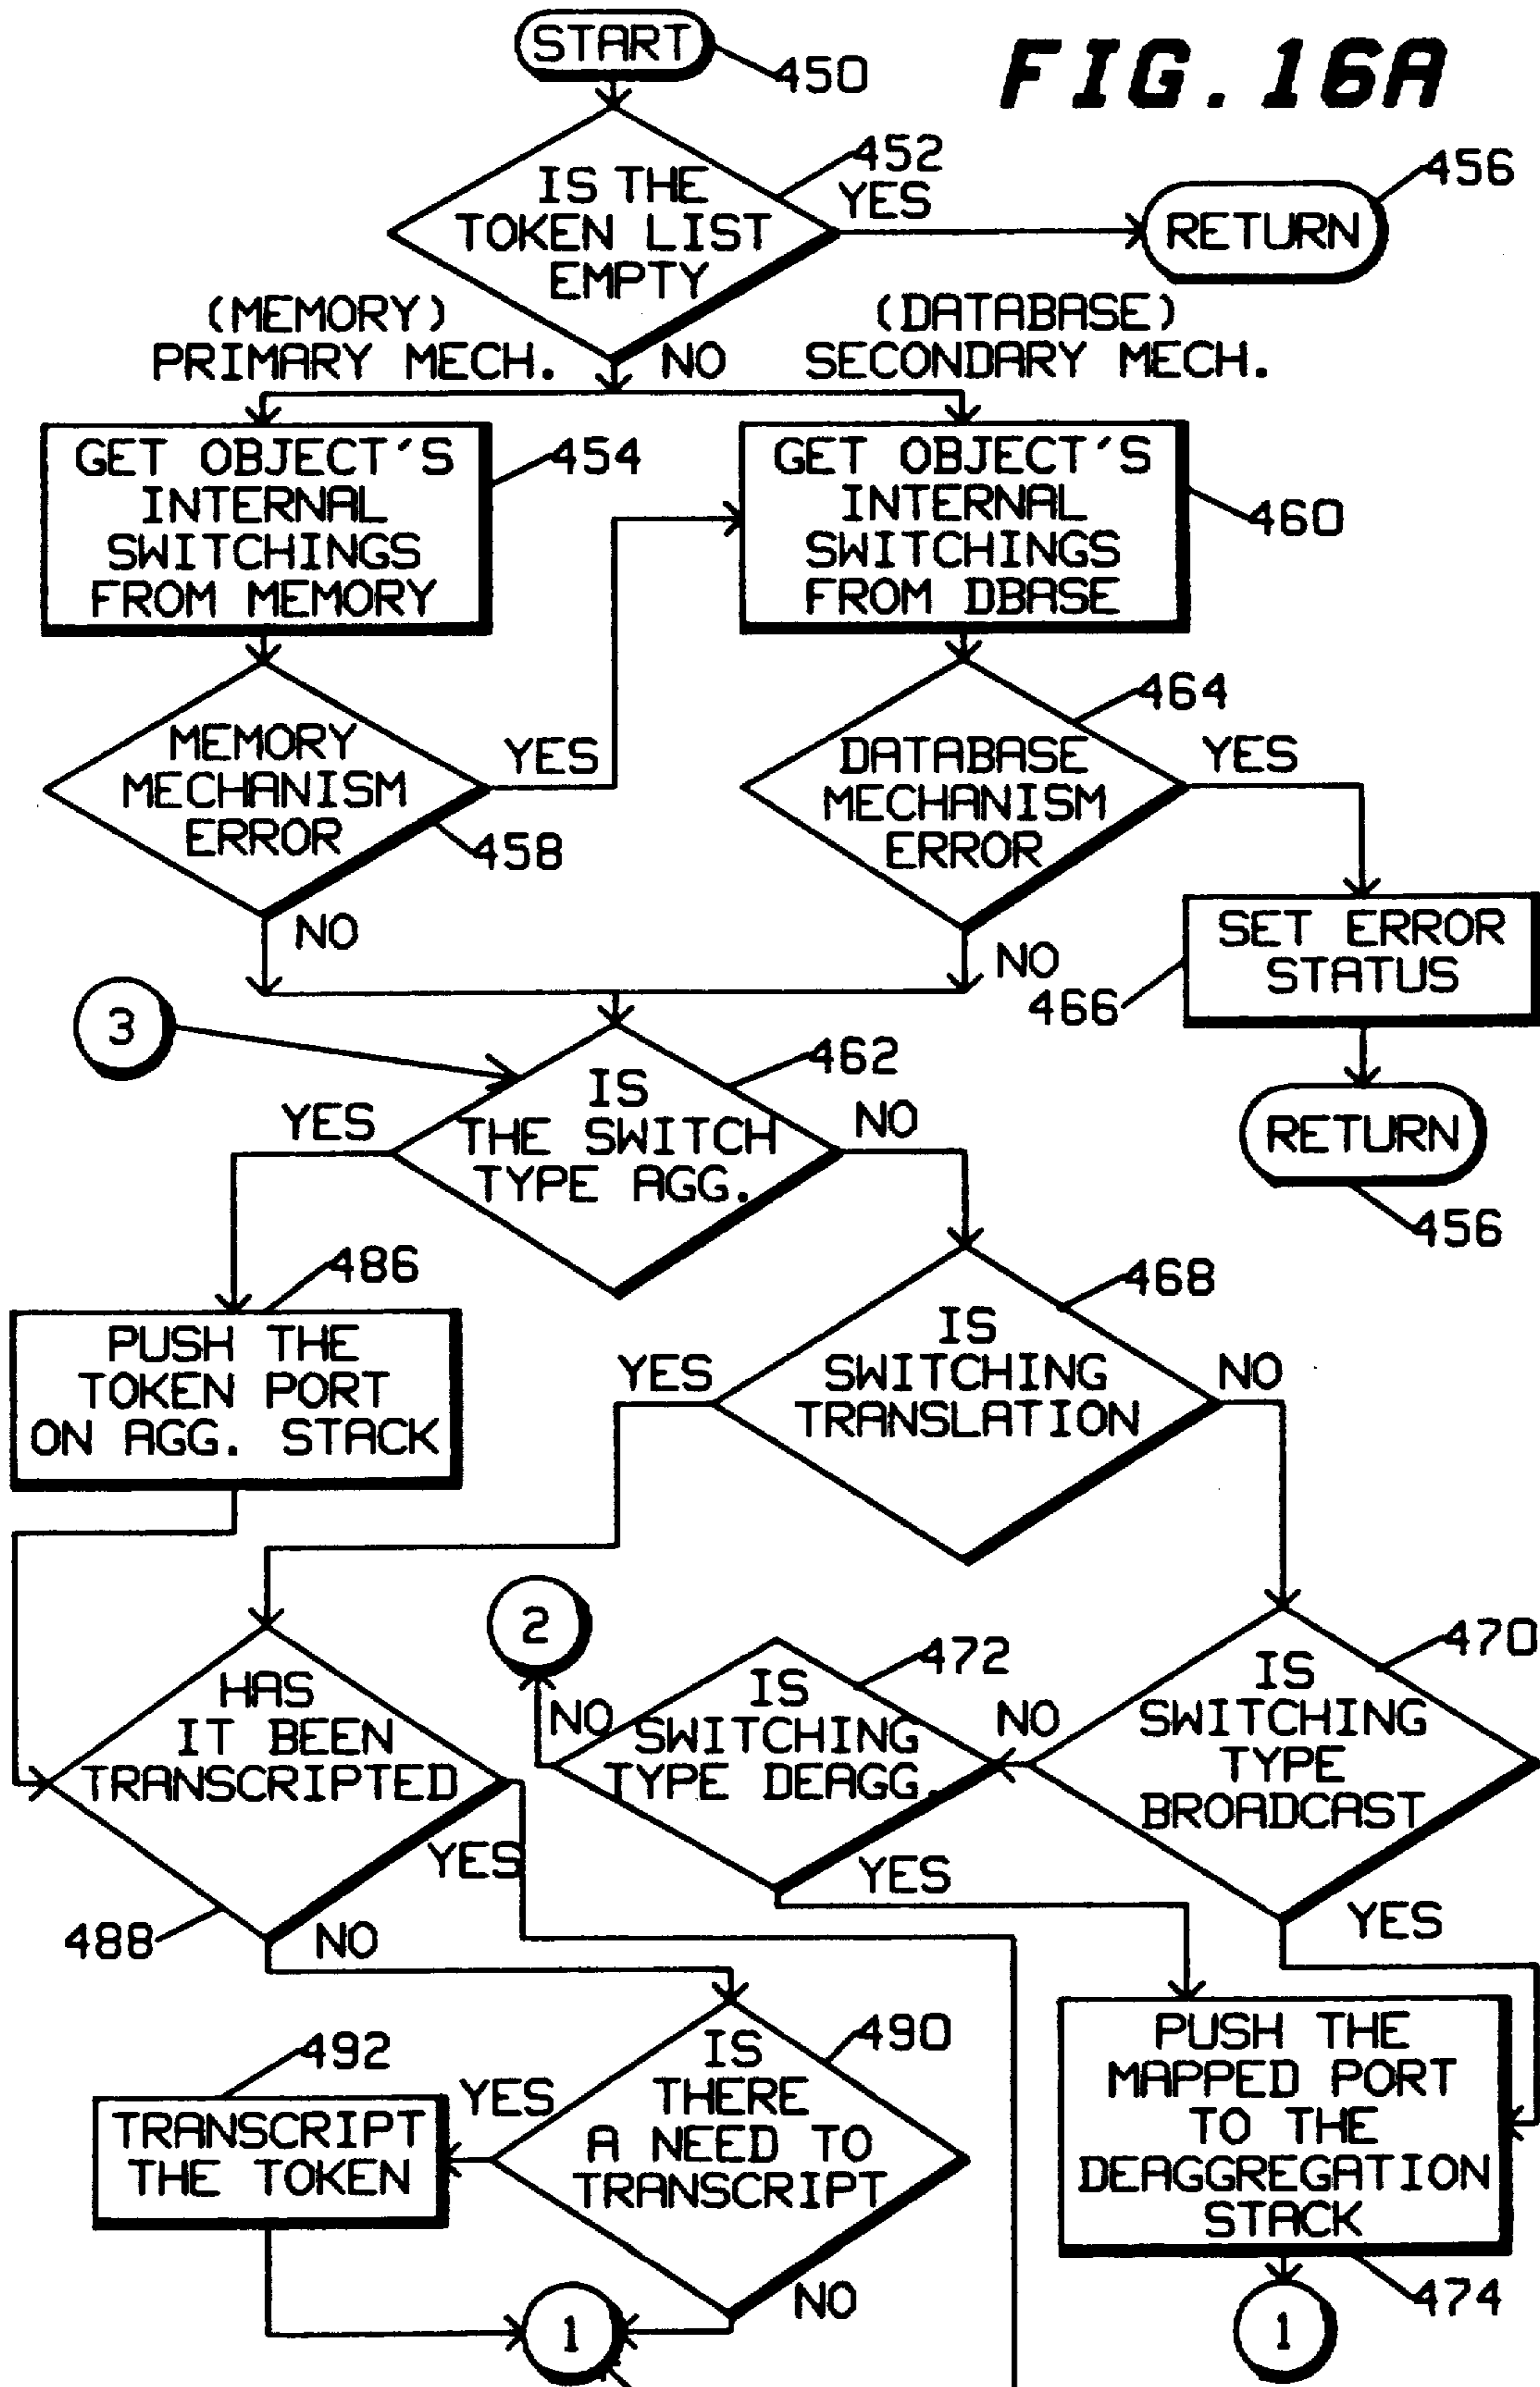 START
450
FIG. 16A
IS THE
TOKEN LIST
EMPTY
452
YES
RETURN
456
(MEMORY)
PRIMARY MECH.
NO
(DATABASE)
SECONDARY MECH.
GET OBJECT'S
INTERNAL
SWITCHINGS
FROM MEMORY
454
GET OBJECT'S
INTERNAL
SWITCHINGS
FROM DBASE
460
MEMORY
MECHANISM
ERROR
YES
458
NO
DATABASE
MECHANISM
ERROR
464
YES
NO
SET ERROR
STATUS
466
RETURN
456
3
IS
THE SWITCH
TYPE AGG.
462
YES
NO
486
PUSH THE
TOKEN PORT
ON AGG. STACK
IS
SWITCHING
TRANSLATION
468
YES
NO
HAS
IT BEEN
TRANSCRIPTED
YES
488
NO
2
NO
IS
SWITCHING
TYPE DEAGG.
472
YES
NO
IS
SWITCHING
TYPE
BROADCAST
470
YES
492
TRANSCRIPT
THE TOKEN
YES
IS
THERE
A NEED TO
TRANSCRIPT
490
NO
1
PUSH THE
MAPPED PORT
TO THE
DEAGGREGATION
STACK
474
1